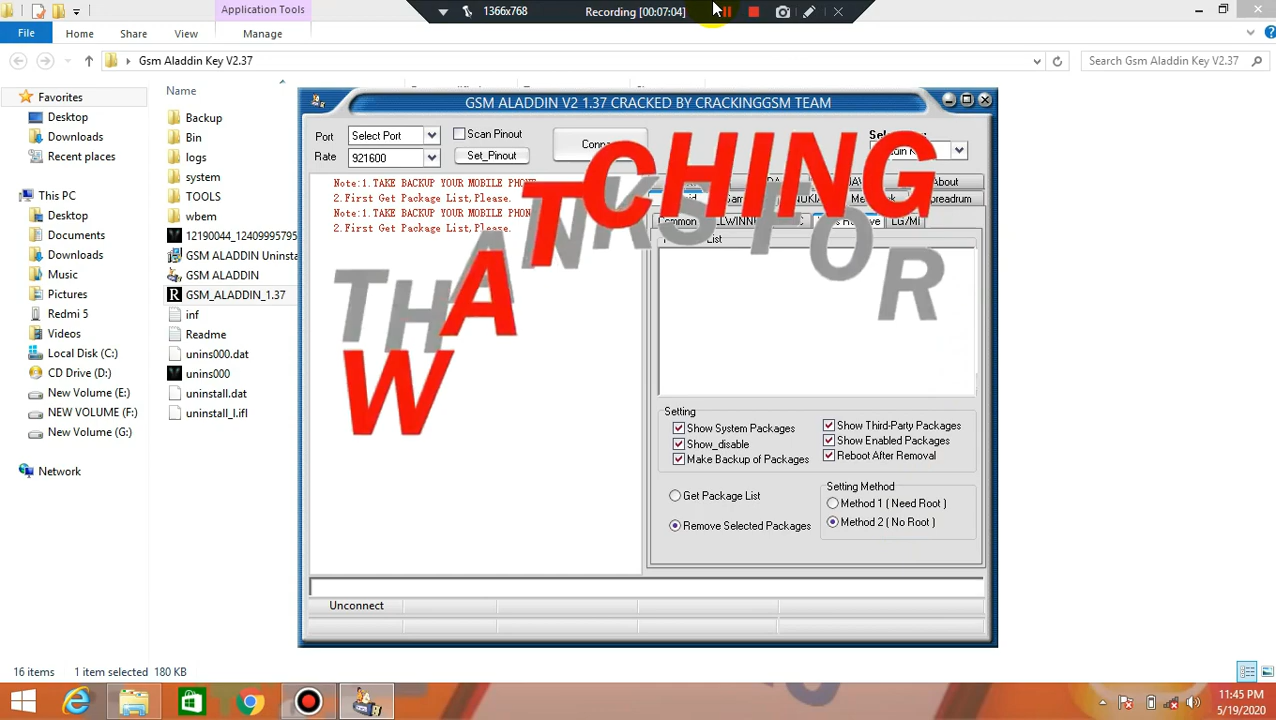 Application Tools
1366x768
Recording [00:07:04]
File
Home
Share
View
Manage
Gsm Aladdin Key V2.37
Search Gsm Aladdin Key V2.37
Favorites
Desktop
Downloads
Recent places
This PC
Desktop
Documents
Downloads
Music
Pictures
Redmi 5
Videos
Local Disk (C:)
CD Drive (D:)
New Volume (E:)
NEW VOLUME (F:)
New Volume (G:)
Network
Name
Backup
Bin
logs
system
TOOLS
wbem
12190044_12409995795
GSM ALADDIN Uninsta
GSM ALADDIN
GSM_ALADDIN_1.37
inf
Readme
unins000.dat
unins000
uninstall.dat
uninstall_l.ifl
GSM ALADDIN V2 1.37 CRACKED BY CRACKINGGSM TEAM
Port
Select Port
Scan Pinout
Rate
921600
Set_Pinout
About
Common
Note:1.TAKE BACKUP YOUR MOBILE PHONE
2.First Get Package List,Please.
Note:1.TAKE BACKUP YOUR MOBILE PHONE
2.First Get Package List,Please.
THANKS FOR
WATCHING
List
Setting
Show System Packages
Show_disable
Make Backup of Packages
Show Third-Party Packages
Show Enabled Packages
Reboot After Removal
Get Package List
Remove Selected Packages
Setting Method
Method 1 ( Need Root )
Method 2 ( No Root )
Unconnect
16 items
1 item selected
180 KB
11:45 PM
5/19/2020